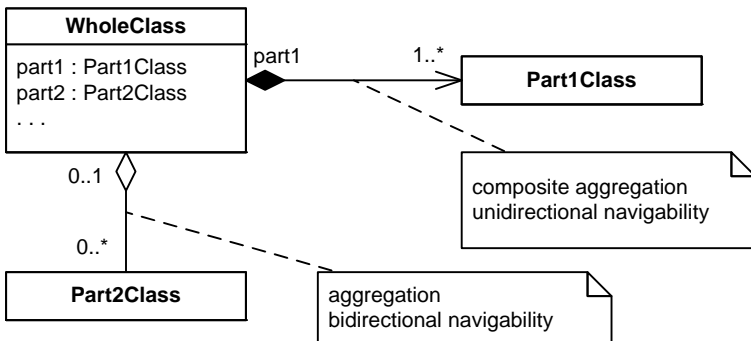 WholeClass
part1 : Part1Class
part2 : Part2Class
. . .
part1
1..*
Part1Class
composite aggregation
unidirectional navigability
0..1
0..*
Part2Class
aggregation
bidirectional navigability